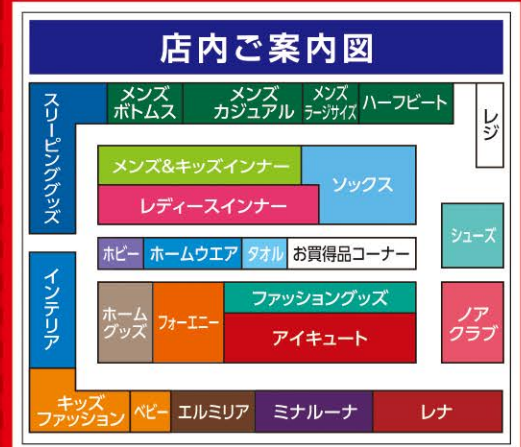 店内ご案内図
スリーピンググッズ
メンズ
ボトムス
メンズ
カジュアル
メンズ
ラージサイズ
ハーフビート
レジ
メンズ&キッズインナー
レディースインナー
ソックス
シューズ
ホビー
ホームウエア
タオル
お買得品コーナー
インテリア
ホーム
グッズ
フォーエニー
ファッショングッズ
アイキュート
ノア
クラブ
キッズ
ファッション
ベビー
エルミリア
ミナルーナ
レナ